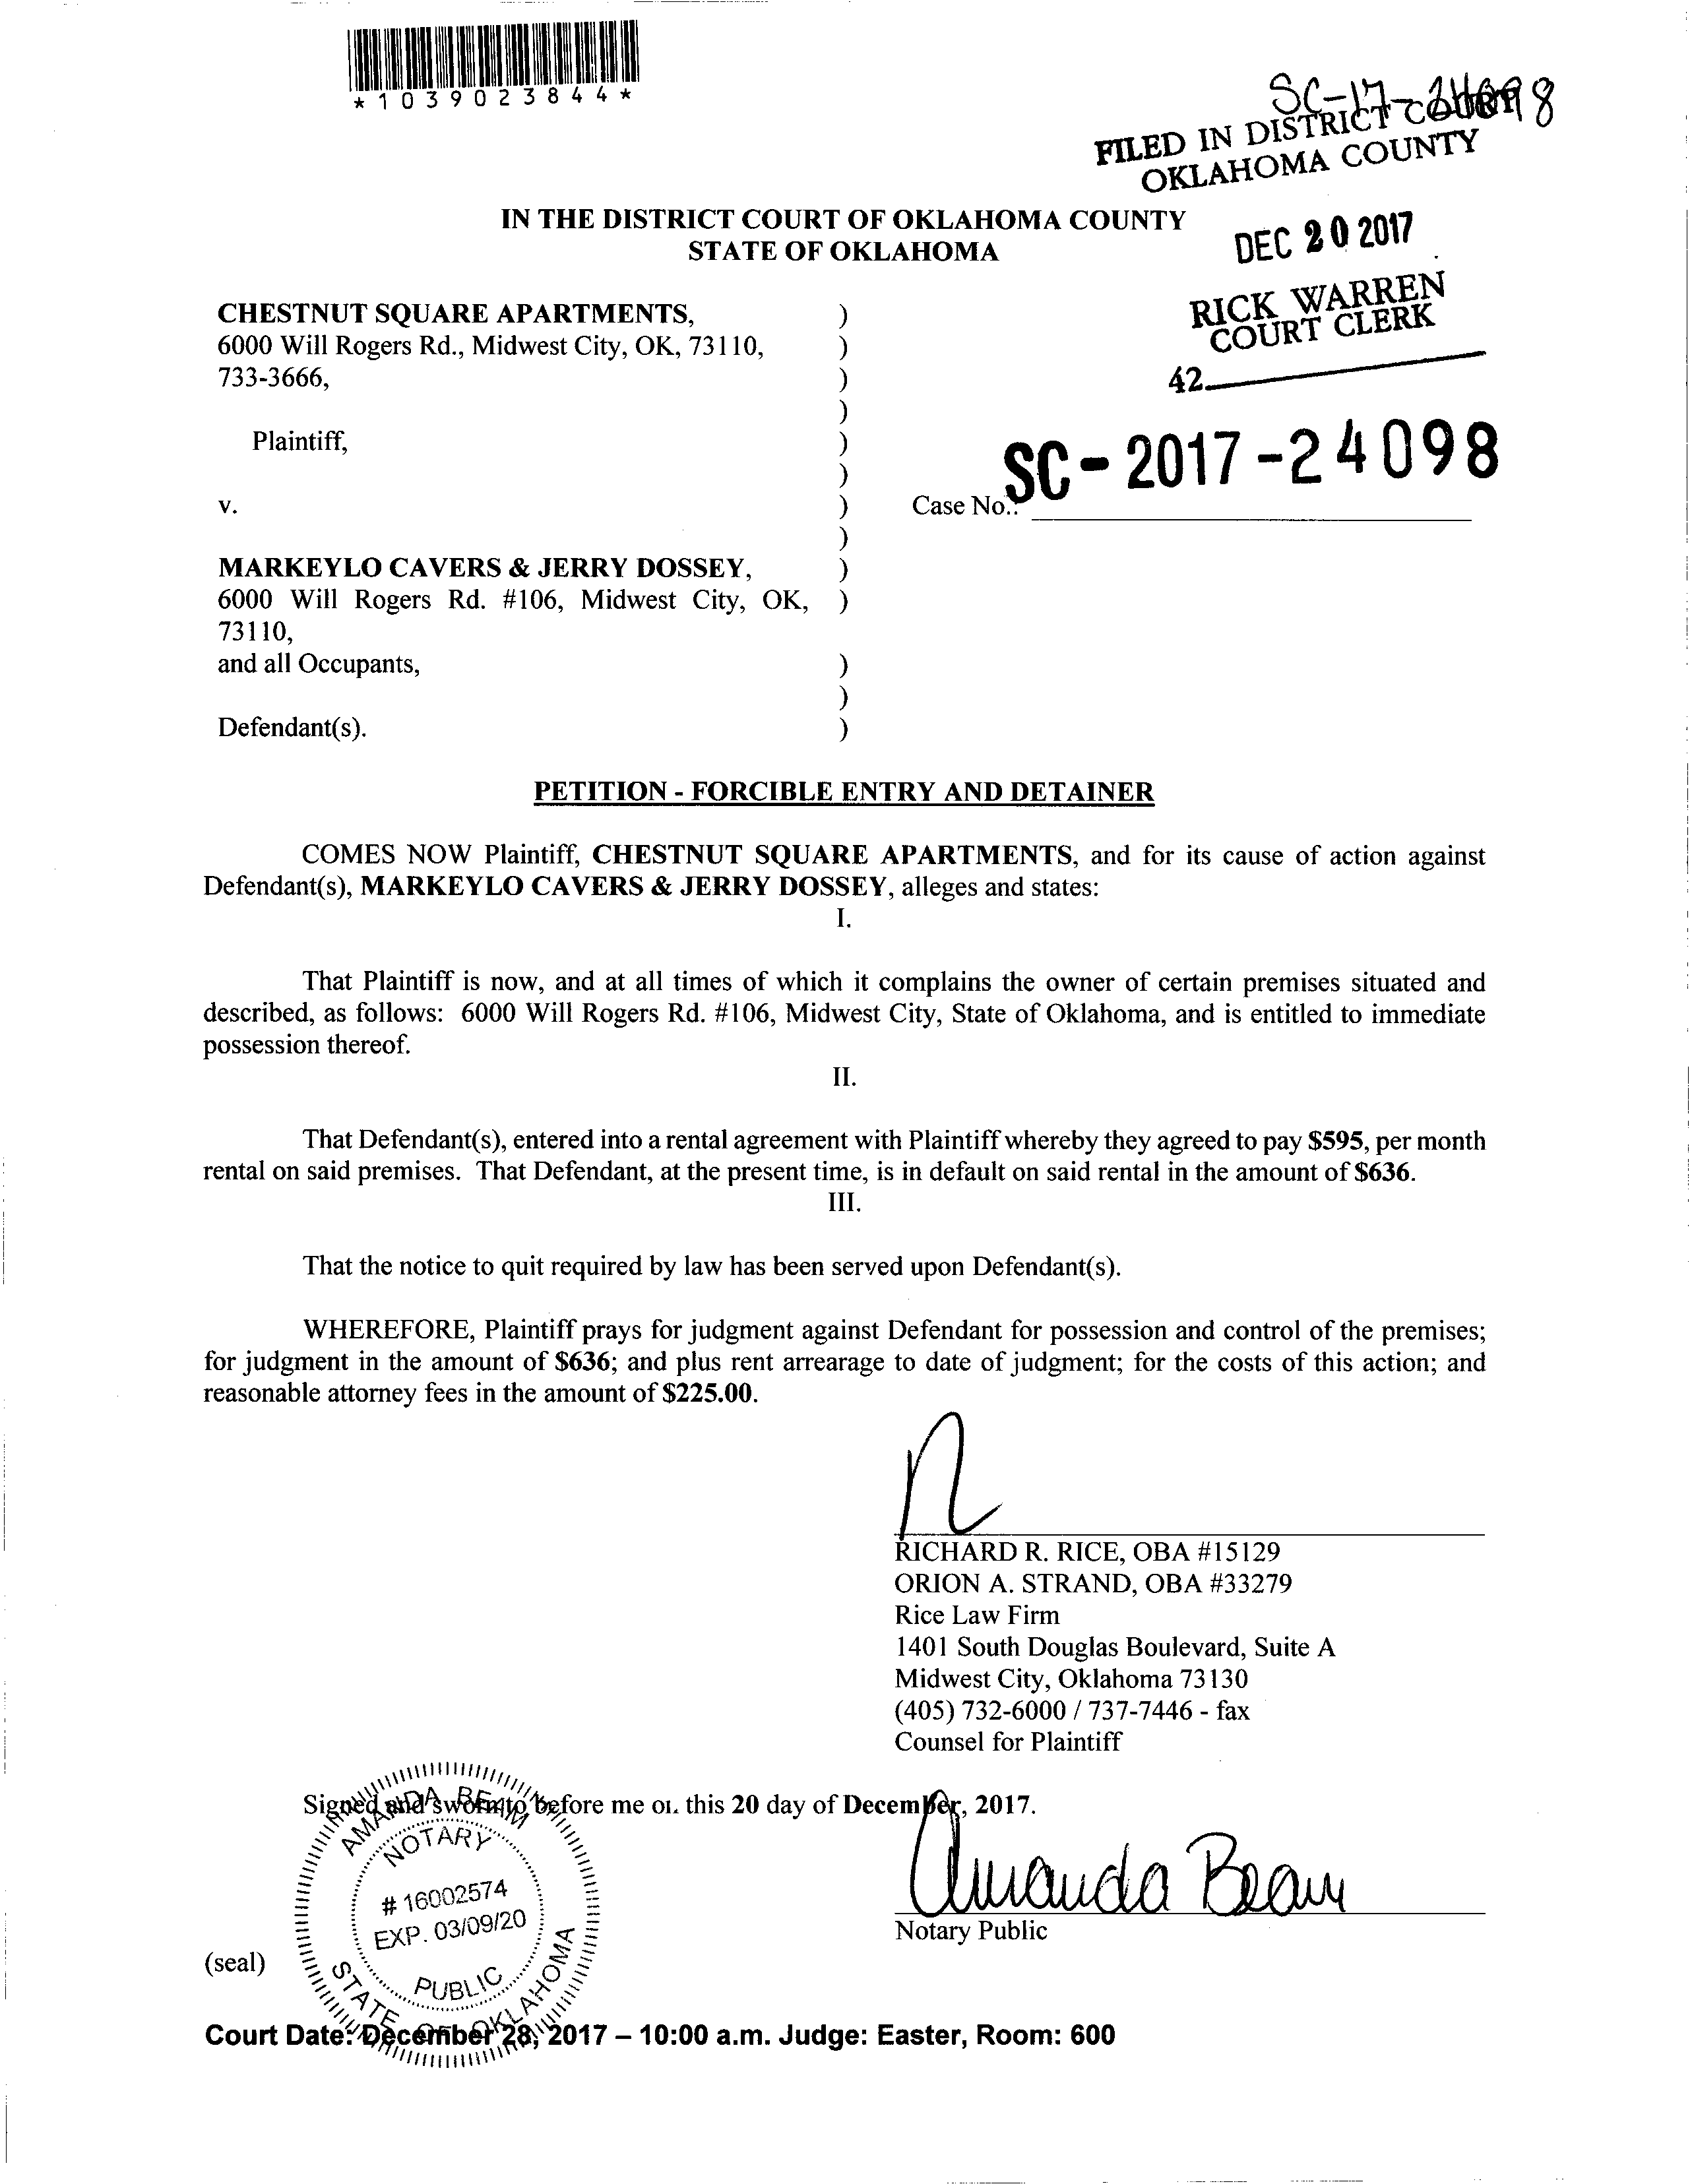 *1039023844*
SC-17-24098
FILED IN DISTRICT COURT
OKLAHOMA COUNTY
DEC 20 2017
RICK WARREN
COURT CLERK
42
IN THE DISTRICT COURT OF OKLAHOMA COUNTY
STATE OF OKLAHOMA
CHESTNUT SQUARE APARTMENTS, )
6000 Will Rogers Rd., Midwest City, OK, 73110, )
733-3666, )
)
Plaintiff, )
)
v. ) Case No.: SC-2017-24098
)
MARKEYLO CAVERS & JERRY DOSSEY, )
6000 Will Rogers Rd. #106, Midwest City, OK, )
73110,
and all Occupants, )
)
Defendant(s). )
PETITION - FORCIBLE ENTRY AND DETAINER
COMES NOW Plaintiff, CHESTNUT SQUARE APARTMENTS, and for its cause of action against
Defendant(s), MARKEYLO CAVERS & JERRY DOSSEY, alleges and states:
I.
That Plaintiff is now, and at all times of which it complains the owner of certain premises situated and
described, as follows: 6000 Will Rogers Rd. #106, Midwest City, State of Oklahoma, and is entitled to immediate
possession thereof.
II.
That Defendant(s), entered into a rental agreement with Plaintiff whereby they agreed to pay $595, per month
rental on said premises. That Defendant, at the present time, is in default on said rental in the amount of $636.
III.
That the notice to quit required by law has been served upon Defendant(s).
WHEREFORE, Plaintiff prays for judgment against Defendant for possession and control of the premises;
for judgment in the amount of $636; and plus rent arrearage to date of judgment; for the costs of this action; and
reasonable attorney fees in the amount of $225.00.
RICHARD R. RICE, OBA #15129
ORION A. STRAND, OBA #33279
Rice Law Firm
1401 South Douglas Boulevard, Suite A
Midwest City, Oklahoma 73130
(405) 732-6000 / 737-7446 - fax
Counsel for Plaintiff
Signed and sworn to before me on this 20 day of December, 2017.
Amanda Beam
Notary Public
AMANDA BEAM
NOTARY
# 16002574
EXP. 03/09/20
PUBLIC
STATE OF OKLAHOMA
(seal)
Court Date: December 28, 2017 – 10:00 a.m. Judge: Easter, Room: 600